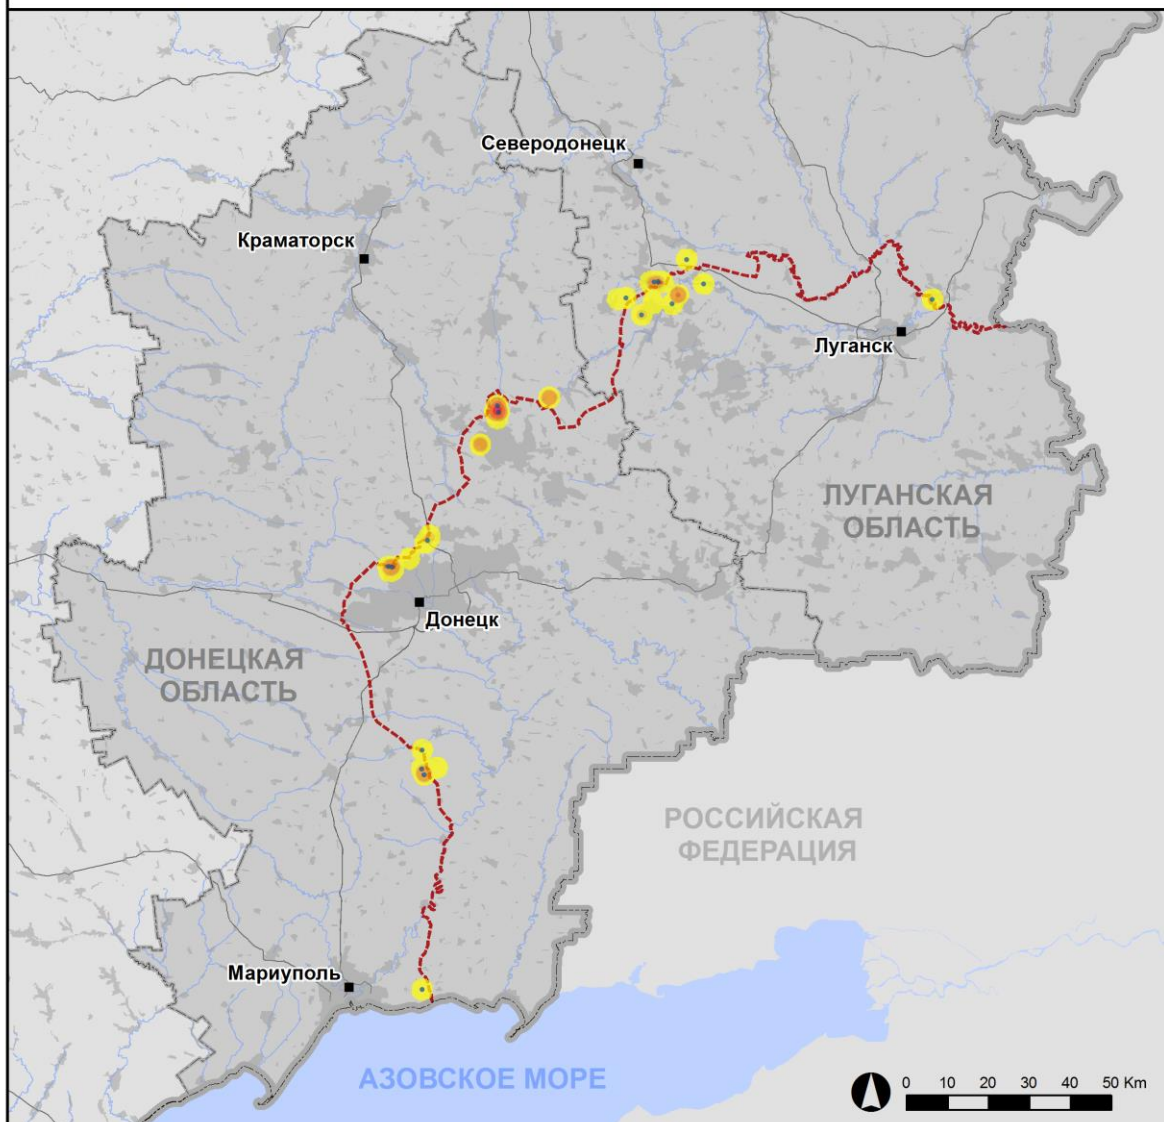 Северодонецк
Краматорск
Луганск
ЛУГАНСКАЯ
ОБЛАСТЬ
Донецк
ДОНЕЦКАЯ
ОБЛАСТЬ
РОССИЙСКАЯ
ФЕДЕРАЦИЯ
Мариуполь
АЗОВСКОЕ МОРЕ
0 10 20 30 40 50 Km